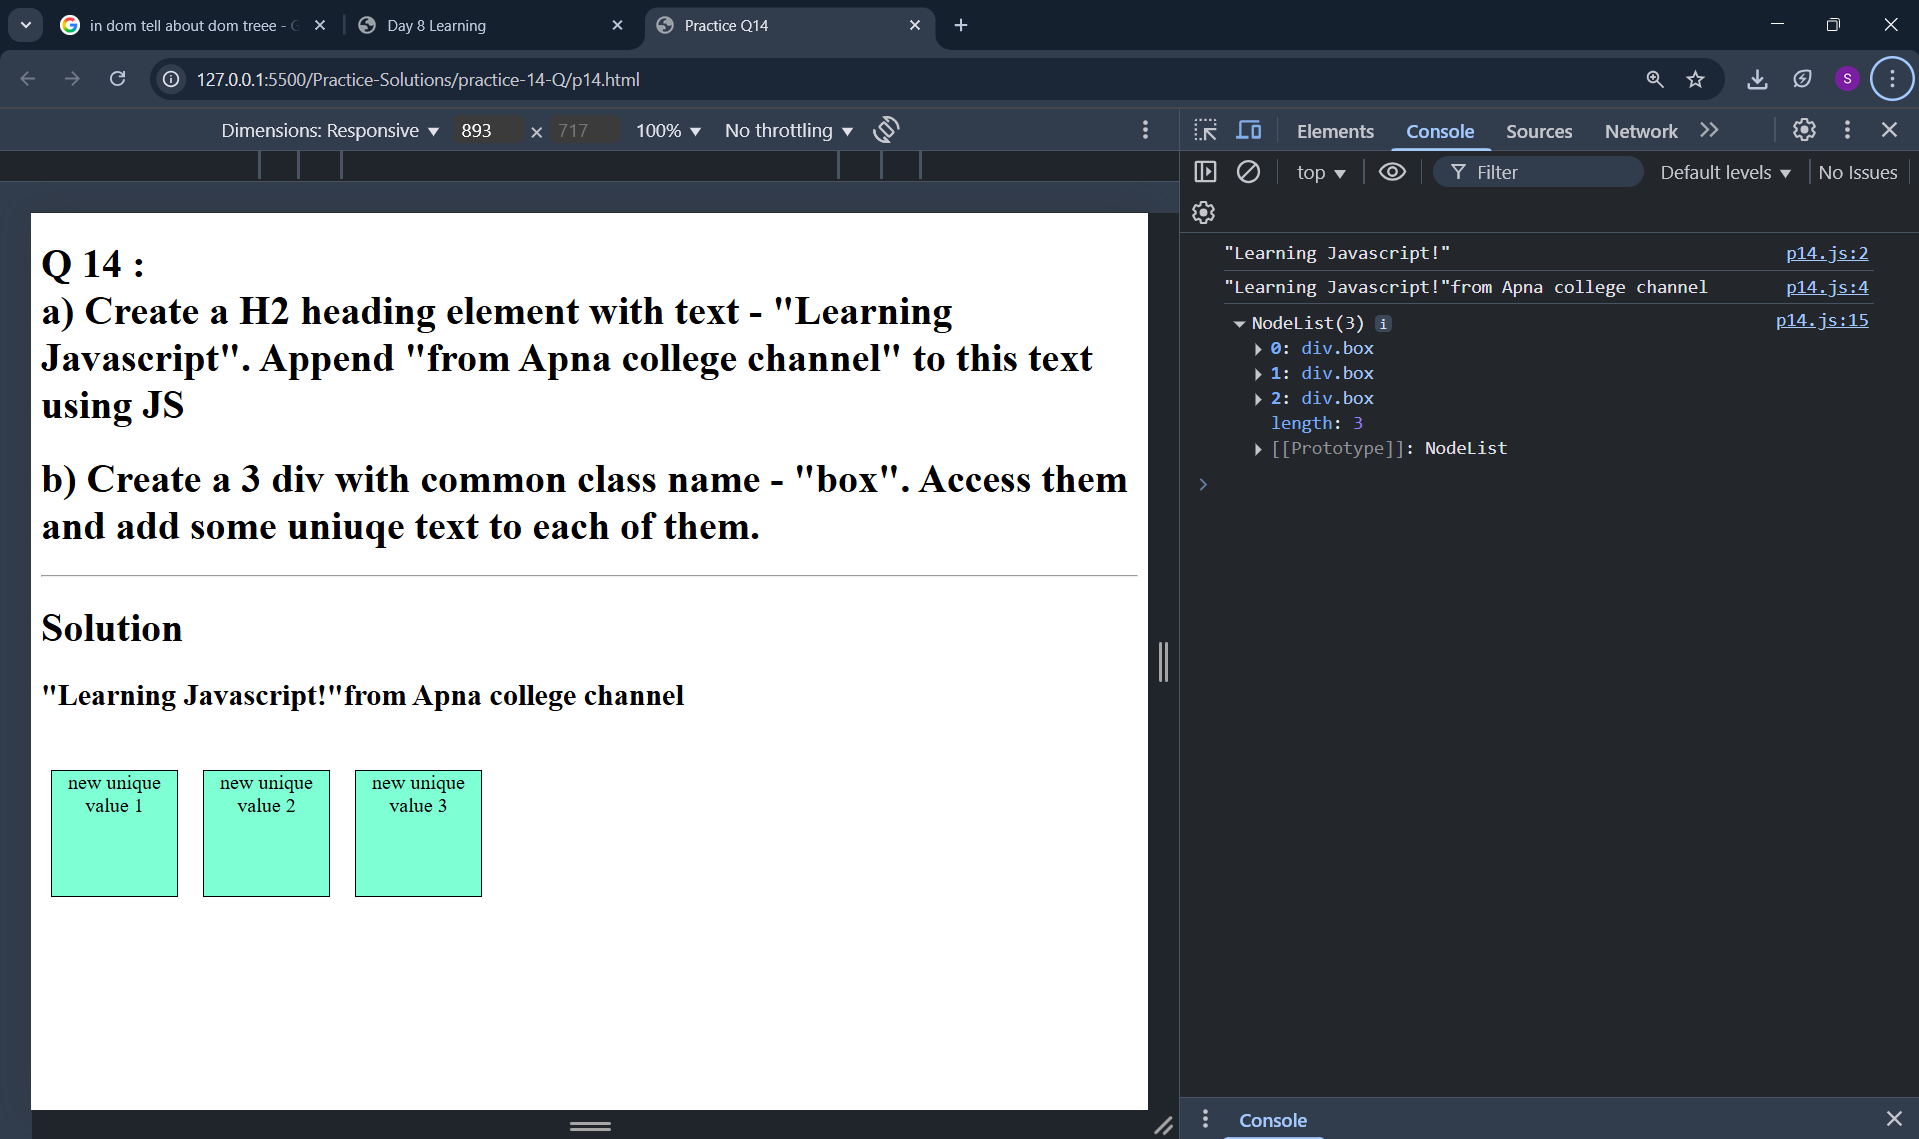 in dom tell about dom treee - G
Day 8 Learning
Practice Q14
127.0.0.1:5500/Practice-Solutions/practice-14-Q/p14.html
S
Dimensions: Responsive ▼ 893 × 717 100% ▼ No throttling ▼
Elements Console Sources Network
top ▼ Filter Default levels ▼ No Issues
Q 14 :
a) Create a H2 heading element with text - "Learning
Javascript". Append "from Apna college channel" to this text
using JS
b) Create a 3 div with common class name - "box". Access them
and add some uniuqe text to each of them.
Solution
"Learning Javascript!"from Apna college channel
new unique
value 1
new unique
value 2
new unique
value 3
"Learning Javascript!" p14.js:2
"Learning Javascript!"from Apna college channel p14.js:4
NodeList(3) i p14.js:15
0: div.box
1: div.box
2: div.box
length: 3
[[Prototype]]: NodeList
Console